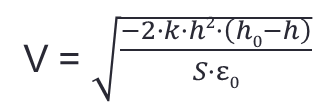 V = √(−2·k·h²·(h₀−h) / S·ε₀)